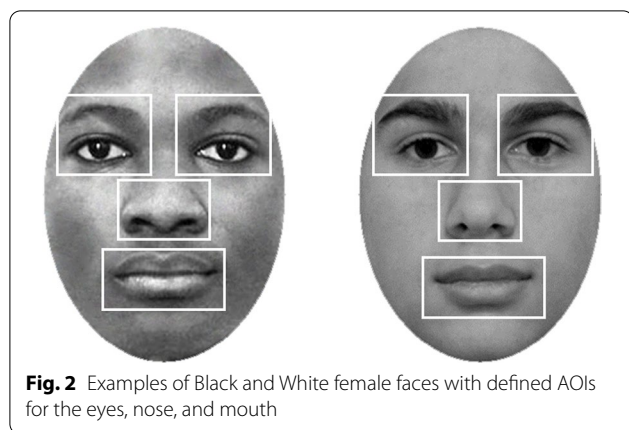 Fig. 2 Examples of Black and White female faces with defined AOIs
for the eyes, nose, and mouth